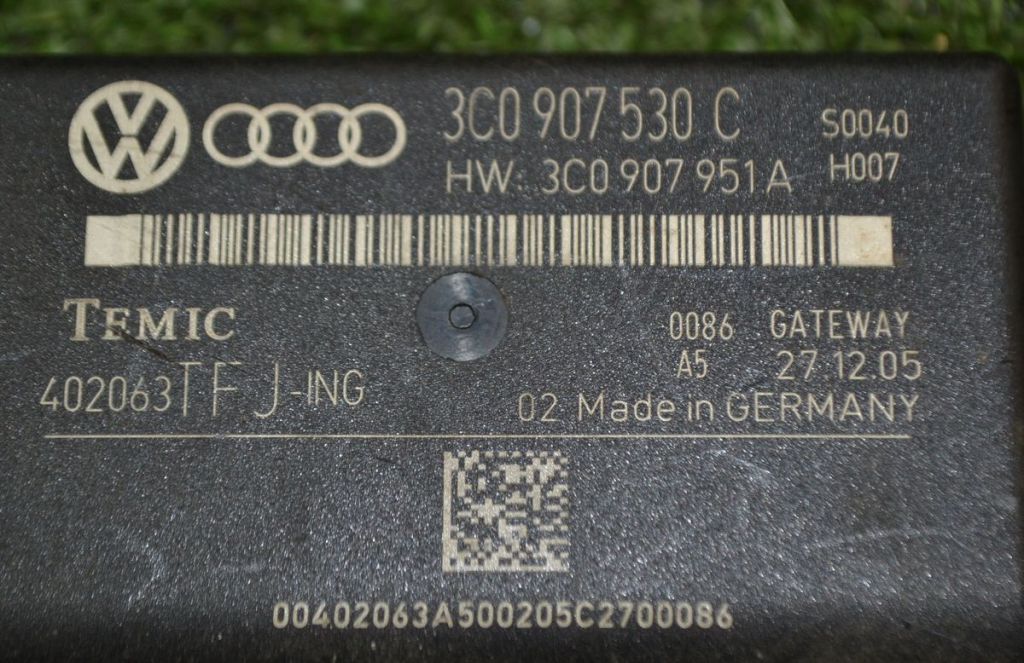 3C0 907 530 C S0040
HW: 3C0 907 951 A H007
TEMIC 0086 GATEWAY
A5 27.12.05
402063TFJ-ING 02 Made in GERMANY
00402063A500205C2700086